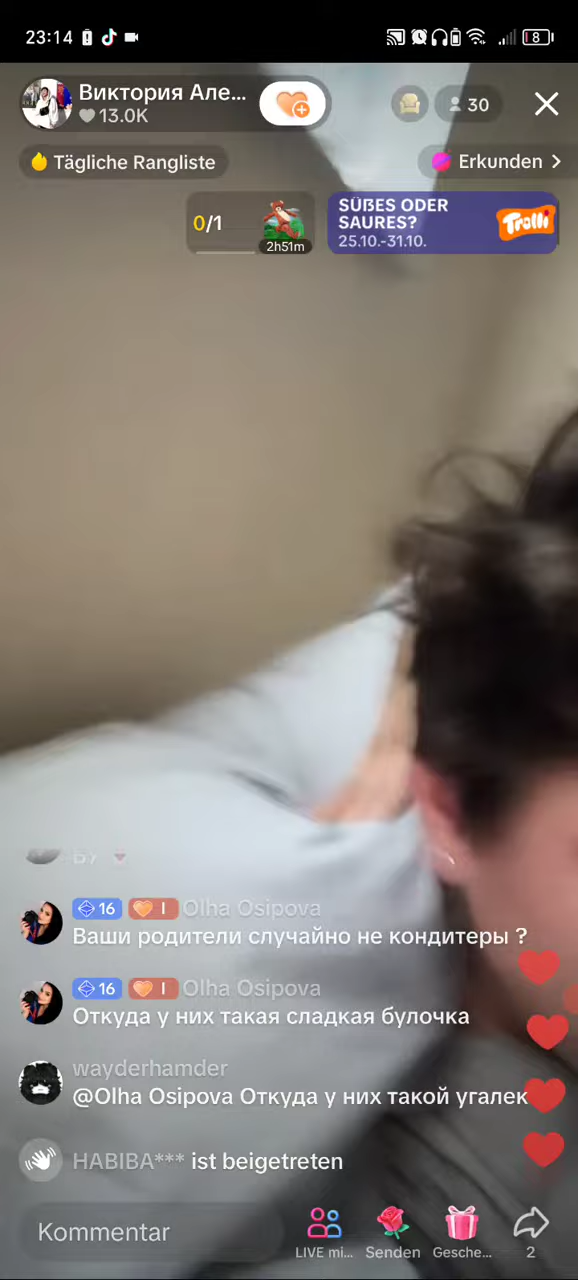 23:14
8
Виктория Але...
13.0K
30
Tägliche Rangliste
Erkunden
0/1
2h51m
SÜẞES ODER
SAURES?
25.10.-31.10.
Trolli
16 I Olha Osipova
Ваши родители случайно не кондитеры ?
16 I Olha Osipova
Откуда у них такая сладкая булочка
wayderhamder
@Olha Osipova Откуда у них такой угалек
HABIBA*** ist beigetreten
Kommentar
LIVE mi...
Senden
Gesche...
2